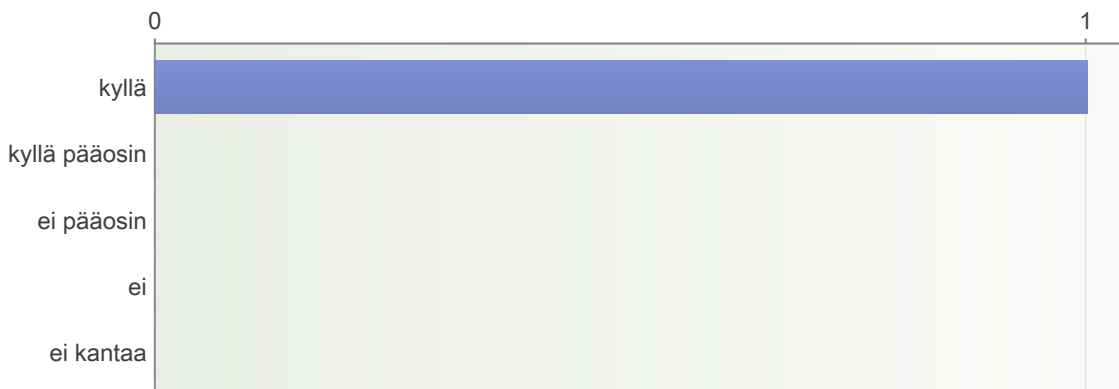 0 1
kyllä
kyllä pääosin
ei pääosin
ei
ei kantaa